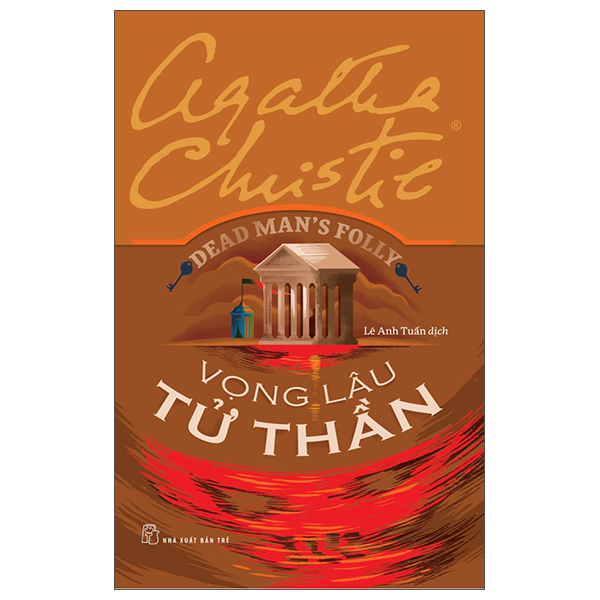 Agatha
Christie®
DEAD MAN'S FOLLY
Lê Anh Tuấn dịch
VỌNG LÂU
TỬ THẦN
NHÀ XUẤT BẢN TRẺ